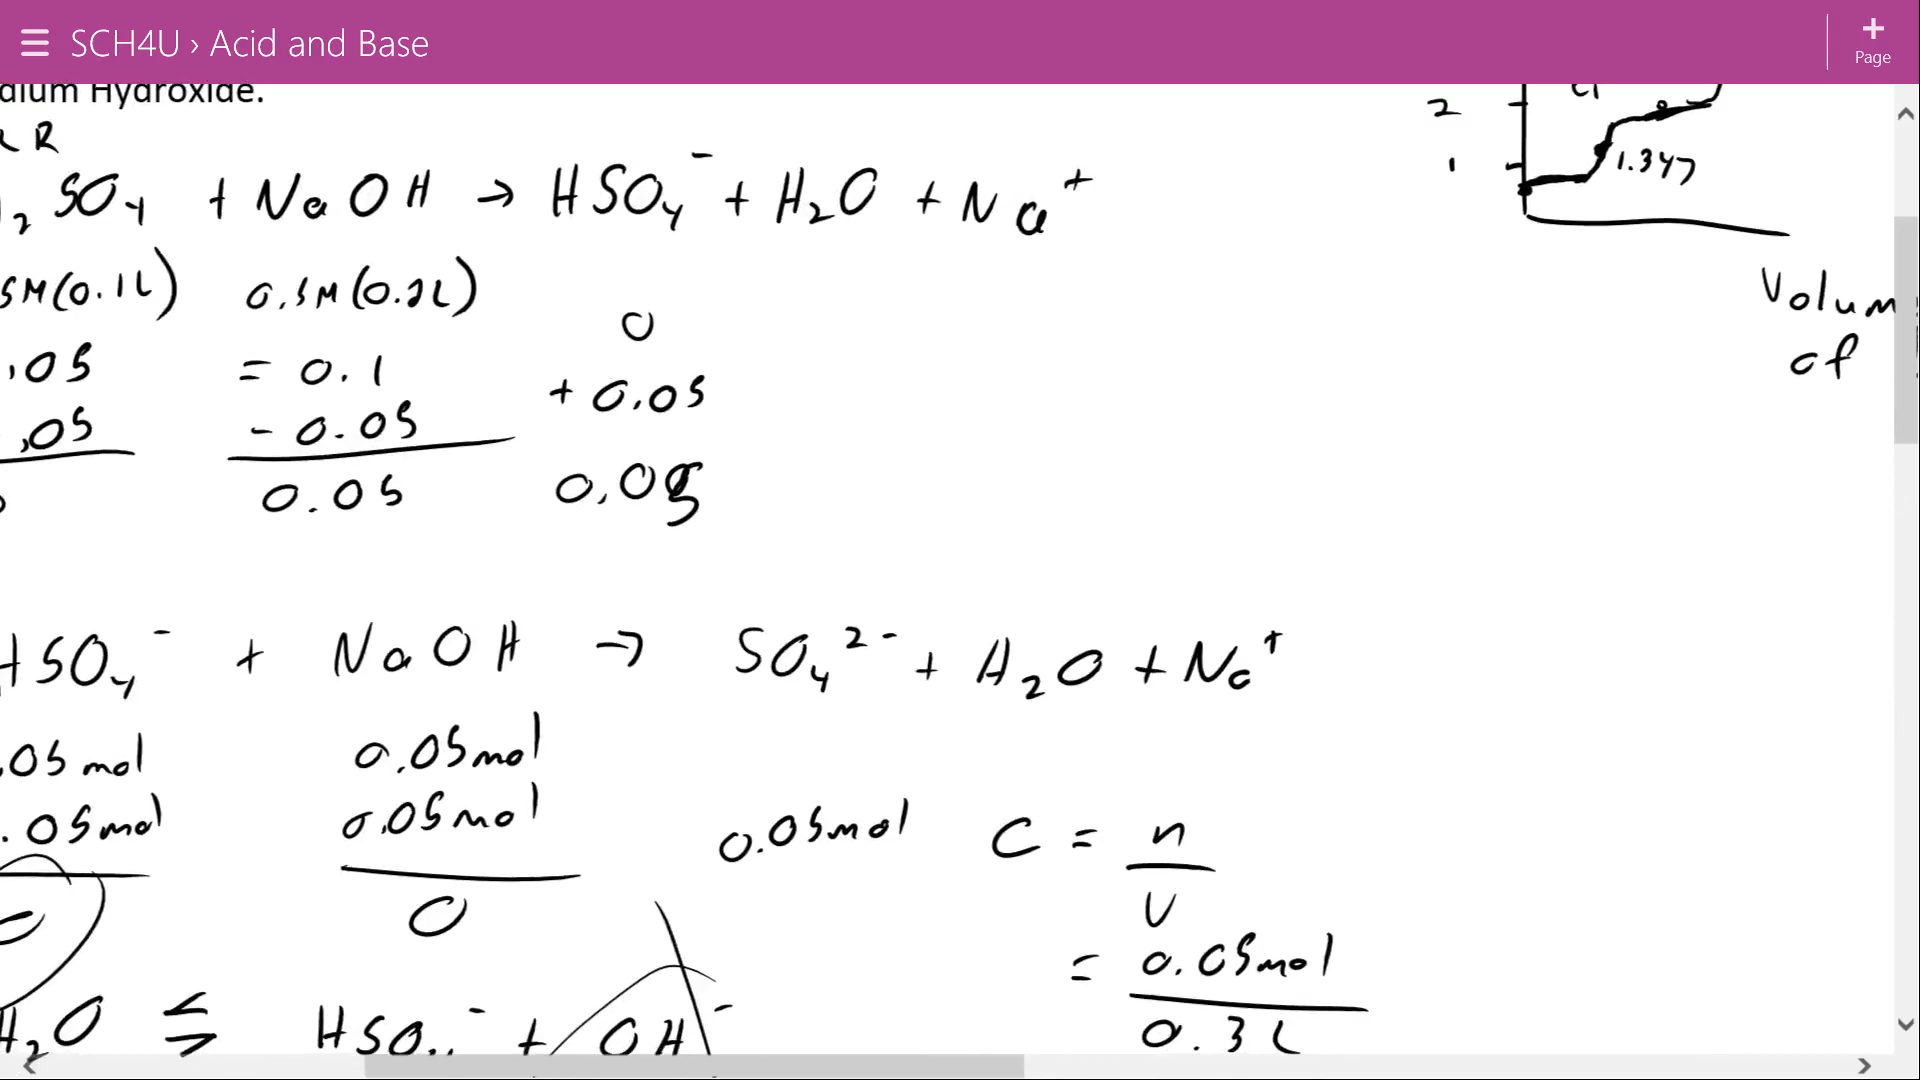 SCH4U › Acid and Base
Page
dium Hydroxide.
R
2
1
1.347
₂SO₄ + NaOH → HSO₄⁻ + H₂O + Na⁺
5M(0.1L) 0.5M(0.2L)
Volum
of
0
.05 = 0.1 + 0.05
.05 - 0.05
0.05 0.05
HSO₄⁻ + NaOH → SO₄²⁻ + H₂O + Na⁺
.05 mol 0.05mol
.05mol 0.05mol 0.05mol C = n
V
0
= 0.05mol
0.3L
H₂O ⇌ HSO₄⁻ + OH⁻